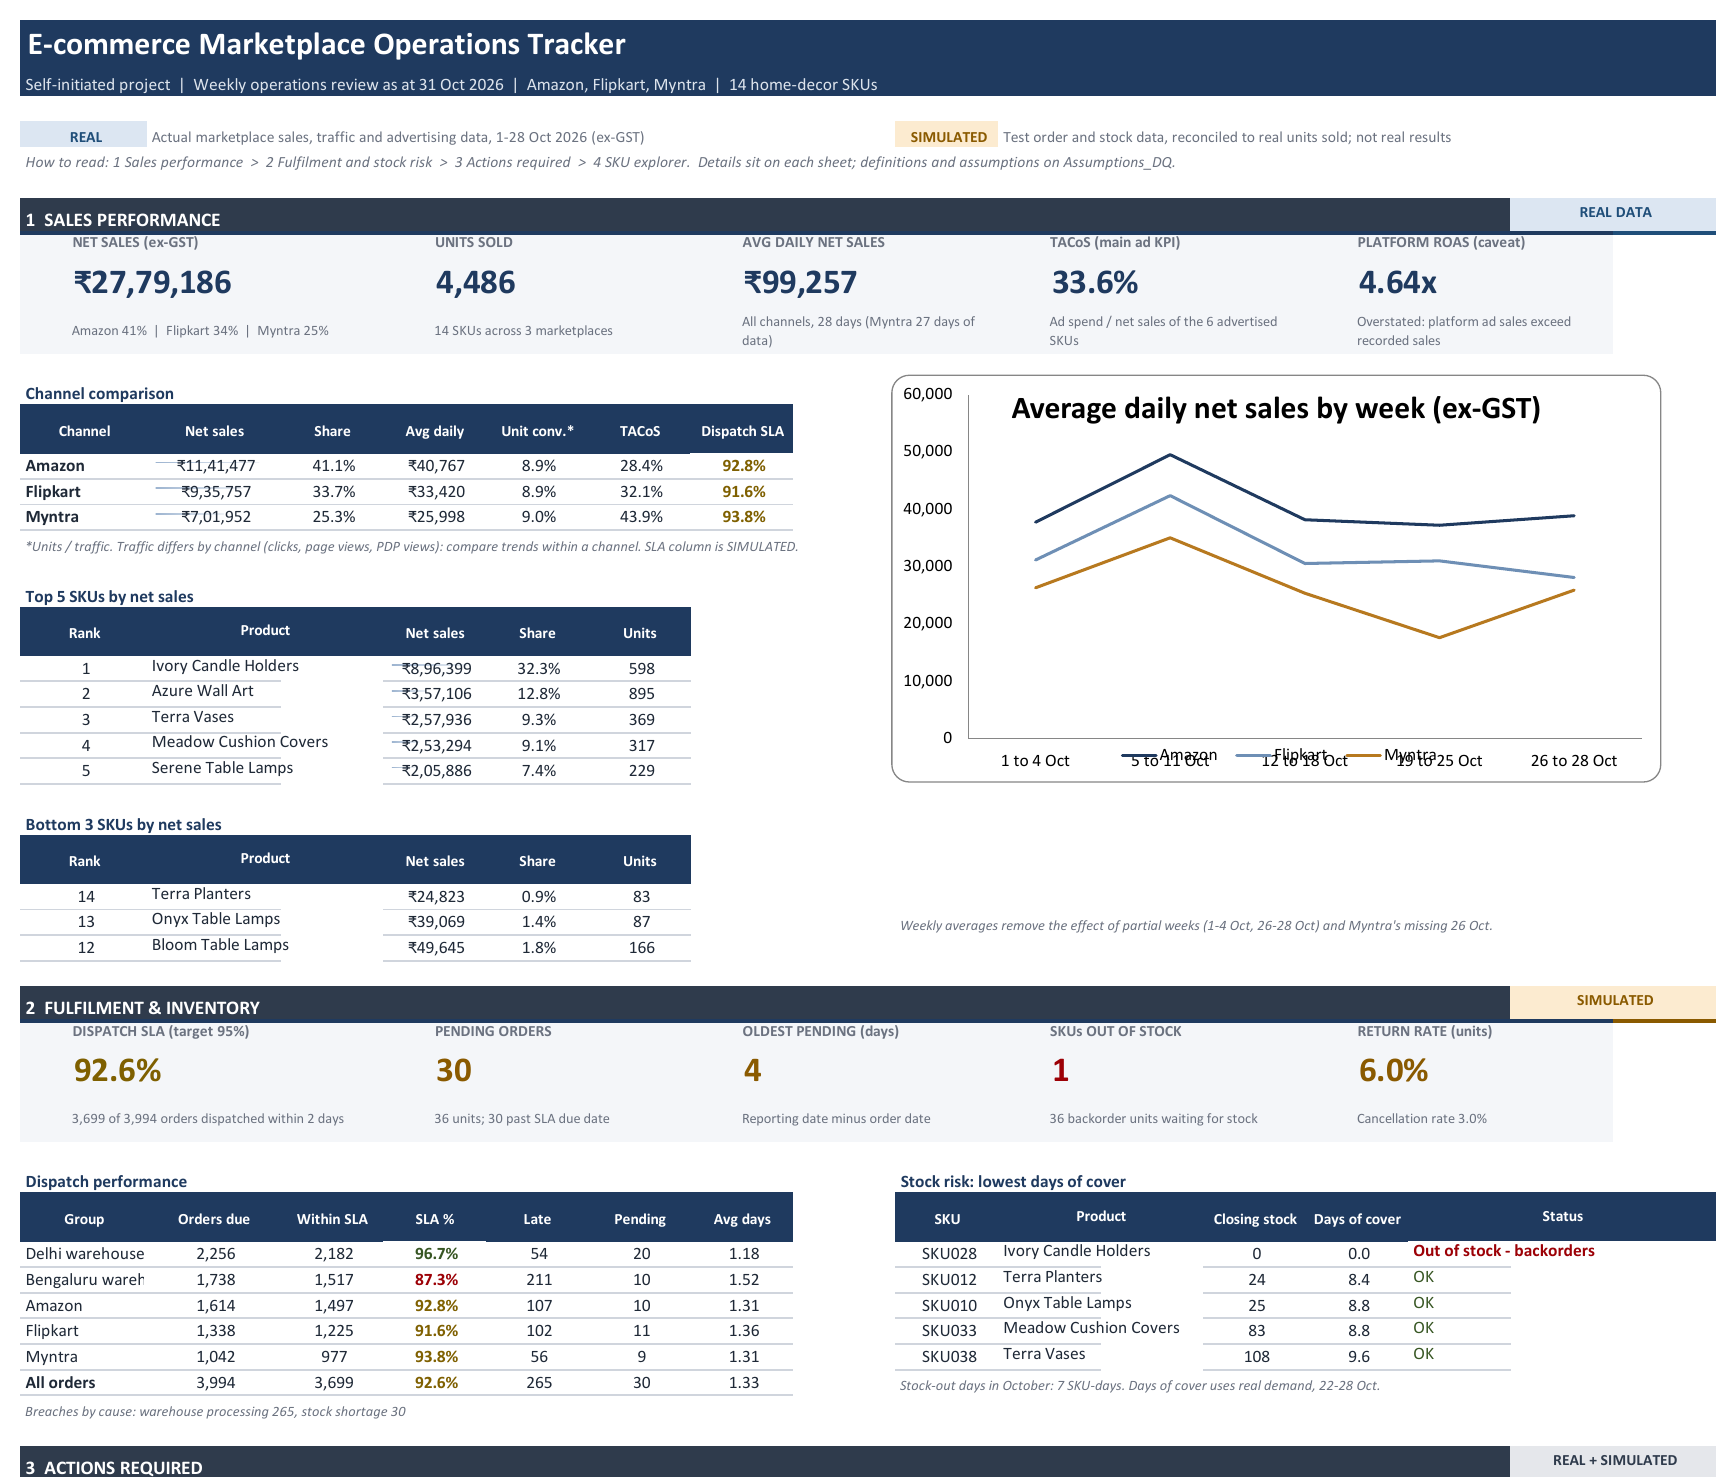 E-commerce Marketplace Operations Tracker
Self-initiated project | Weekly operations review as at 31 Oct 2026 | Amazon, Flipkart, Myntra | 14 home-decor SKUs
REAL Actual marketplace sales, traffic and advertising data, 1-28 Oct 2026 (ex-GST) SIMULATED Test order and stock data, reconciled to real units sold; not real results
How to read: 1 Sales performance > 2 Fulfilment and stock risk > 3 Actions required > 4 SKU explorer. Details sit on each sheet; definitions and assumptions on Assumptions_DQ.
1 SALES PERFORMANCE REAL DATA
NET SALES (ex-GST) UNITS SOLD AVG DAILY NET SALES TACoS (main ad KPI) PLATFORM ROAS (caveat)
₹27,79,186 4,486 ₹99,257 33.6% 4.64x
Amazon 41% | Flipkart 34% | Myntra 25% 14 SKUs across 3 marketplaces All channels, 28 days (Myntra 27 days of data) Ad spend / net sales of the 6 advertised SKUs Overstated: platform ad sales exceed recorded sales
Channel comparison
Channel Net sales Share Avg daily Unit conv.* TACoS Dispatch SLA
Amazon ₹11,41,477 41.1% ₹40,767 8.9% 28.4% 92.8%
Flipkart ₹9,35,757 33.7% ₹33,420 8.9% 32.1% 91.6%
Myntra ₹7,01,952 25.3% ₹25,998 9.0% 43.9% 93.8%
*Units / traffic. Traffic differs by channel (clicks, page views, PDP views): compare trends within a channel. SLA column is SIMULATED.
Average daily net sales by week (ex-GST)
60,000
50,000
40,000
30,000
20,000
10,000
0
Amazon Flipkart Myntra
1 to 4 Oct 5 to 11 Oct 12 to 18 Oct 19 to 25 Oct 26 to 28 Oct
Top 5 SKUs by net sales
Rank Product Net sales Share Units
1 Ivory Candle Holders ₹8,96,399 32.3% 598
2 Azure Wall Art ₹3,57,106 12.8% 895
3 Terra Vases ₹2,57,936 9.3% 369
4 Meadow Cushion Covers ₹2,53,294 9.1% 317
5 Serene Table Lamps ₹2,05,886 7.4% 229
Bottom 3 SKUs by net sales
Rank Product Net sales Share Units
14 Terra Planters ₹24,823 0.9% 83
13 Onyx Table Lamps ₹39,069 1.4% 87
12 Bloom Table Lamps ₹49,645 1.8% 166
Weekly averages remove the effect of partial weeks (1-4 Oct, 26-28 Oct) and Myntra's missing 26 Oct.
2 FULFILMENT & INVENTORY SIMULATED
DISPATCH SLA (target 95%) PENDING ORDERS OLDEST PENDING (days) SKUs OUT OF STOCK RETURN RATE (units)
92.6% 30 4 1 6.0%
3,699 of 3,994 orders dispatched within 2 days 36 units; 30 past SLA due date Reporting date minus order date 36 backorder units waiting for stock Cancellation rate 3.0%
Dispatch performance
Group Orders due Within SLA SLA % Late Pending Avg days
Delhi warehouse 2,256 2,182 96.7% 54 20 1.18
Bengaluru wareh 1,738 1,517 87.3% 211 10 1.52
Amazon 1,614 1,497 92.8% 107 10 1.31
Flipkart 1,338 1,225 91.6% 102 11 1.36
Myntra 1,042 977 93.8% 56 9 1.31
All orders 3,994 3,699 92.6% 265 30 1.33
Breaches by cause: warehouse processing 265, stock shortage 30
Stock risk: lowest days of cover
SKU Product Closing stock Days of cover Status
SKU028 Ivory Candle Holders 0 0.0 Out of stock - backorders
SKU012 Terra Planters 24 8.4 OK
SKU010 Onyx Table Lamps 25 8.8 OK
SKU033 Meadow Cushion Covers 83 8.8 OK
SKU038 Terra Vases 108 9.6 OK
Stock-out days in October: 7 SKU-days. Days of cover uses real demand, 22-28 Oct.
3 ACTIONS REQUIRED REAL + SIMULATED